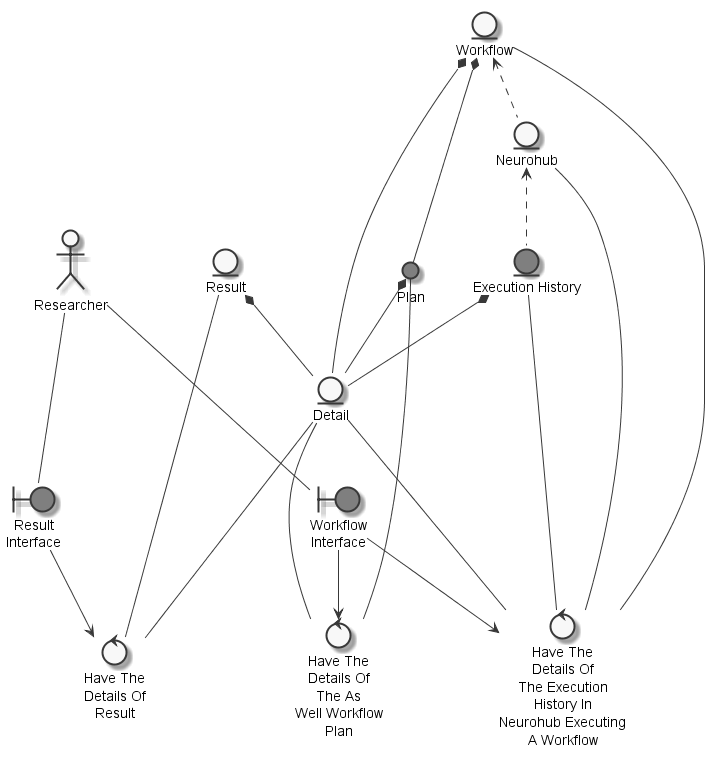 Workflow
Neurohub
Researcher
Result
Plan
Execution History
Detail
Result
Interface
Workflow
Interface
Have The
Details Of
Result
Have The
Details Of
The As
Well Workflow
Plan
Have The
Details Of
The Execution
History In
Neurohub Executing
A Workflow